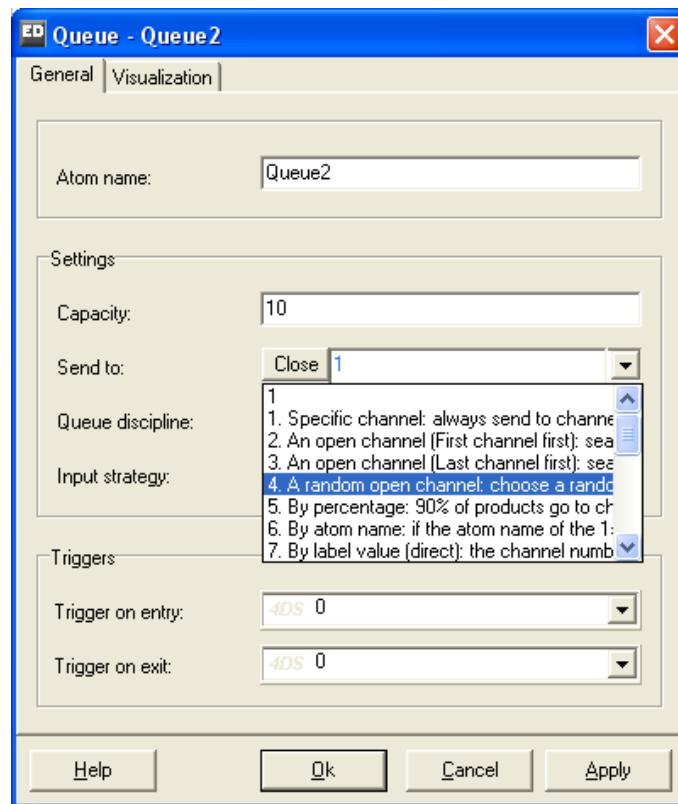 ED Queue - Queue2
General Visualization
Atom name: Queue2
Settings
Capacity: 10
Send to: Close 1
1
Queue discipline:
1. Specific channel: always send to channe
2. An open channel (First channel first): sea
3. An open channel (Last channel first): sea
Input strategy:
4. A random open channel: choose a rando
5. By percentage: 90% of products go to ch
6. By atom name: if the atom name of the 1:
7. By label value (direct): the channel numb
Triggers
Trigger on entry: 4DS 0
Trigger on exit: 4DS 0
Help Ok Cancel Apply